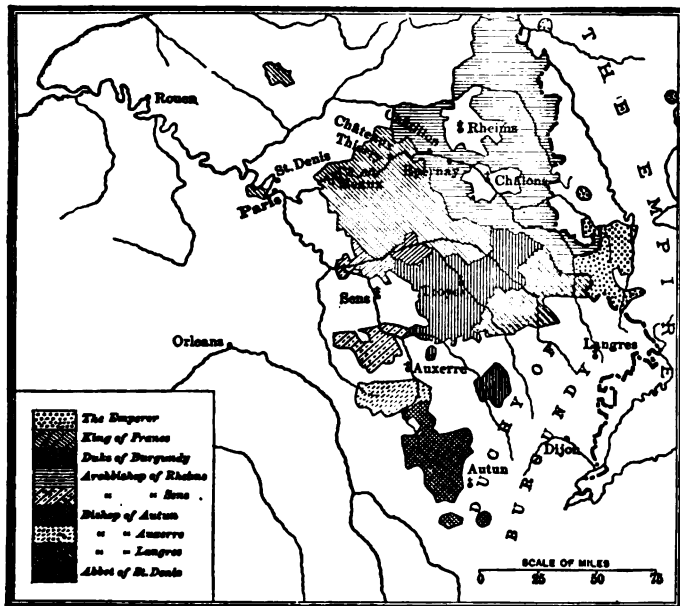 THE EMPIRE
Rouen
Rheims
Châtillon
Château
Thierry
St. Denis
Epernay
Châlons
Meaux
Paris
Troyes
Sens
Orleans
Langres
Auxerre
DUCHY OF
BURGUNDY
Dijon
Autun
The Emperor
King of France
Duke of Burgundy
Archbishop of Rheims
" " Sens
Bishop of Autun
" " Auxerre
" " Langres
Abbot of St. Denis
SCALE OF MILES
0 25 50 75